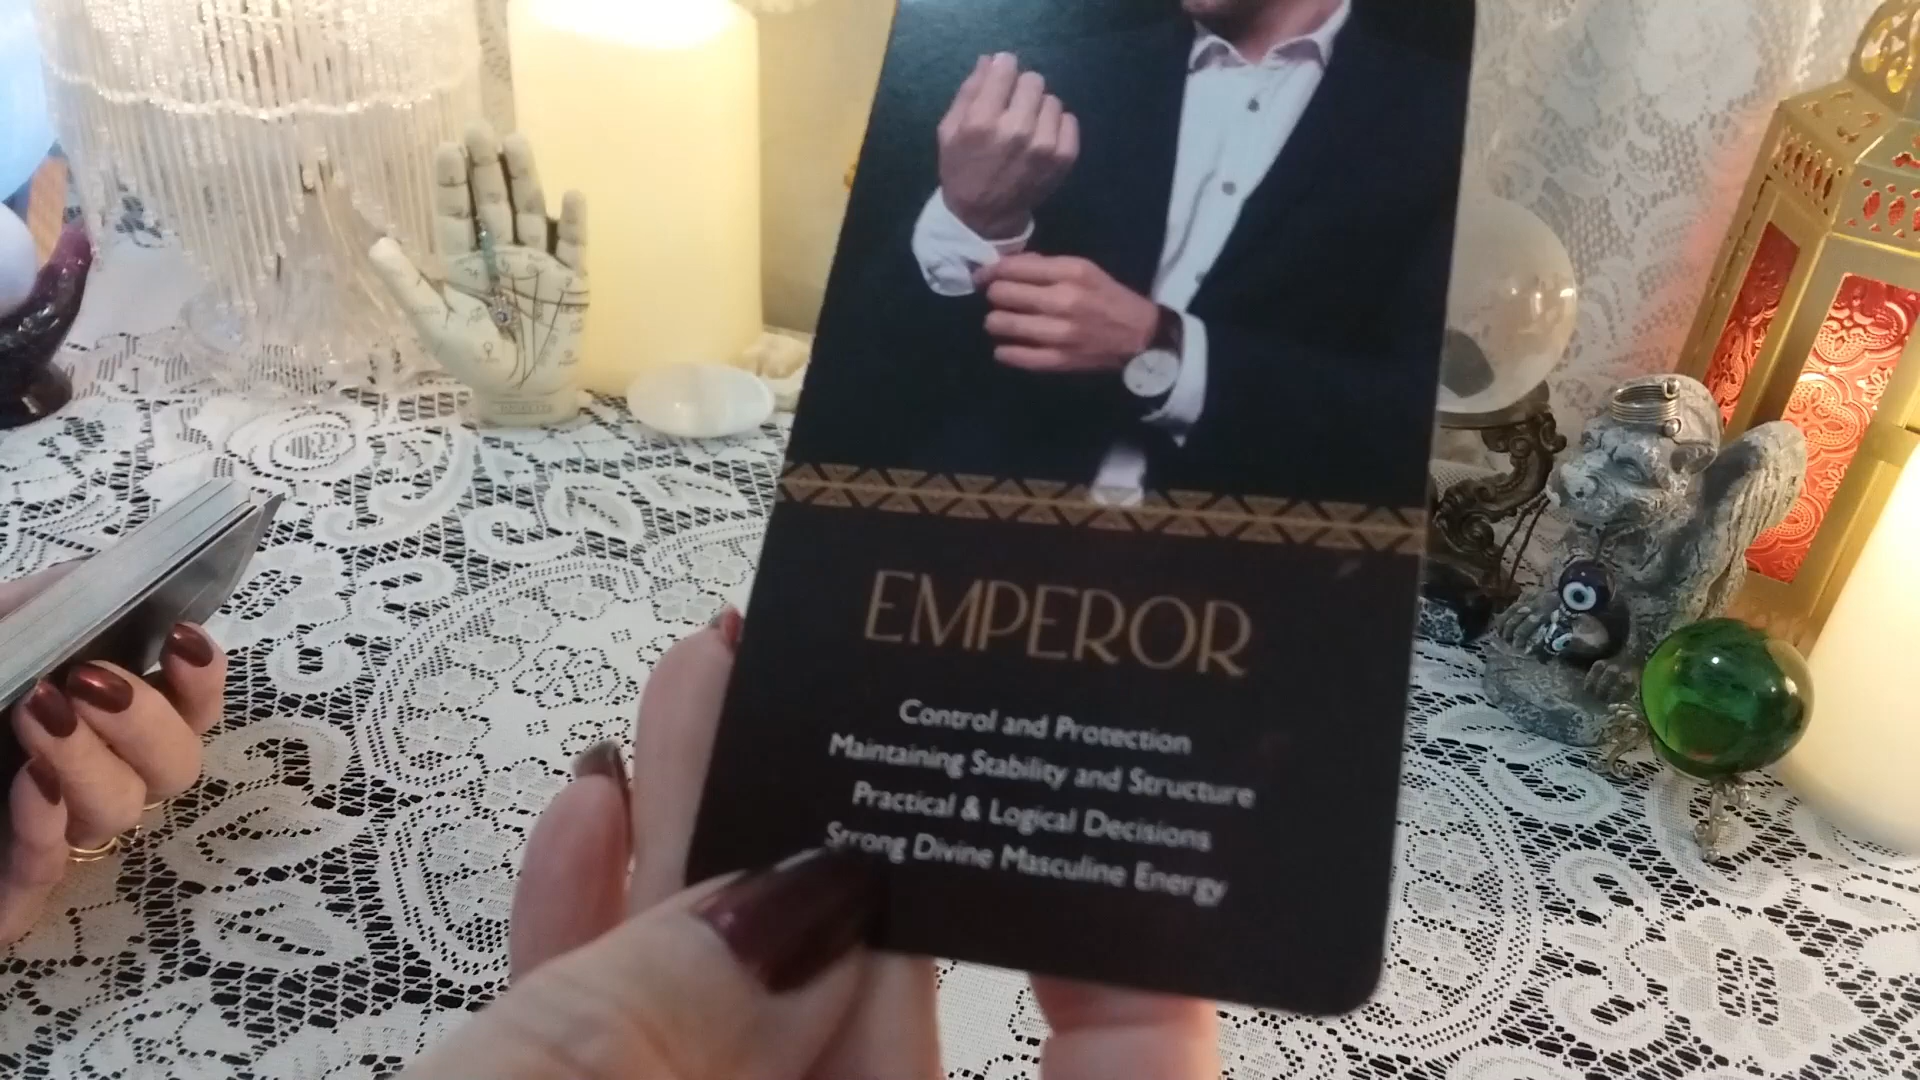 EMPEROR
Control and Protection
Maintaining Stability and Structure
Practical & Logical Decisions
Strong Divine Masculine Energy